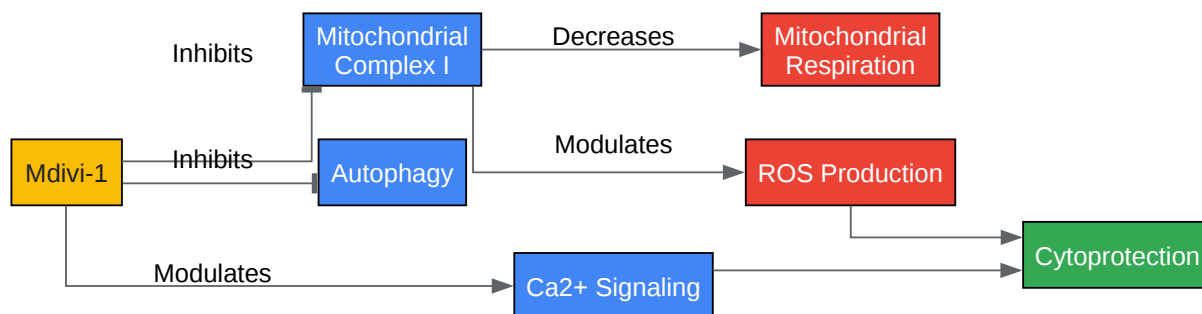 Inhibits
Mitochondrial
Complex I
Decreases
Mitochondrial
Respiration
Mdivi-1
Inhibits
Autophagy
Modulates
ROS Production
Modulates
Ca2+ Signaling
Cytoprotection